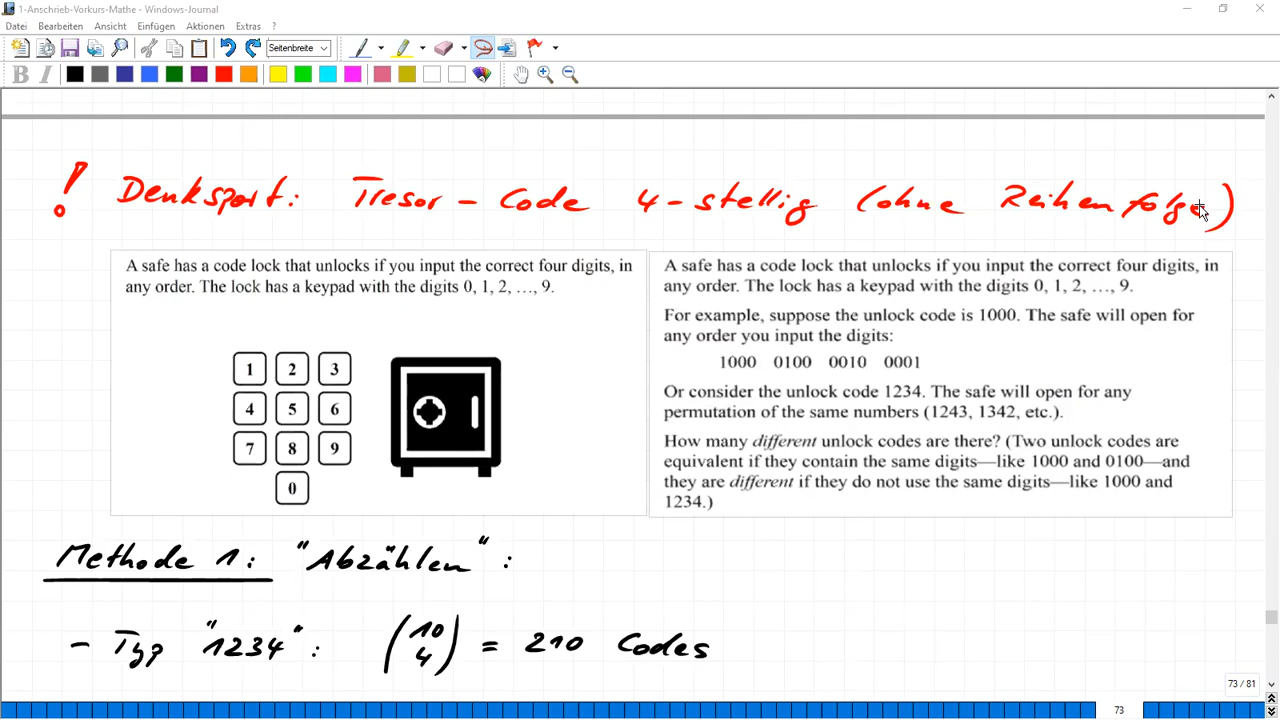 1-Anschrieb-Vorkurs-Mathe - Windows-Journal
Datei Bearbeiten Ansicht Einfügen Aktionen Extras ?
Seitenbreite
B I
! Denksport: Tresor-Code 4-stellig (ohne Reihenfolge)
A safe has a code lock that unlocks if you input the correct four digits, in
any order. The lock has a keypad with the digits 0, 1, 2, …, 9.
1 2 3
4 5 6
7 8 9
0
A safe has a code lock that unlocks if you input the correct four digits, in
any order. The lock has a keypad with the digits 0, 1, 2, …, 9.
For example, suppose the unlock code is 1000. The safe will open for
any order you input the digits:
1000 0100 0010 0001
Or consider the unlock code 1234. The safe will open for any
permutation of the same numbers (1243, 1342, etc.).
How many different unlock codes are there? (Two unlock codes are
equivalent if they contain the same digits—like 1000 and 0100—and
they are different if they do not use the same digits—like 1000 and
1234.)
Methode 1: "Abzählen":
- Typ "1234": (10 4) = 210 Codes
73 / 81
73